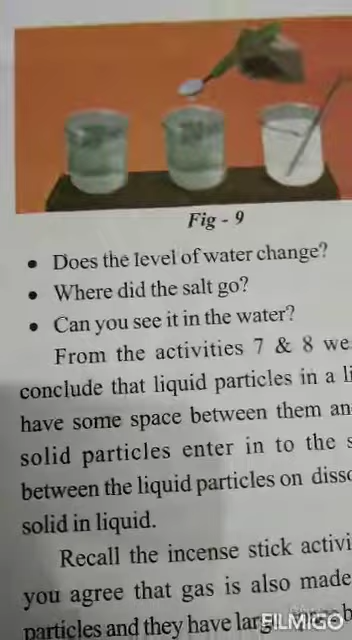 Fig - 9
• Does the level of water change?
• Where did the salt go?
• Can you see it in the water?
From the activities 7 & 8 we
conclude that liquid particles in a li
have some space between them an
solid particles enter in to the s
between the liquid particles on disso
solid in liquid.
Recall the incense stick activi
you agree that gas is also made
particles and they have large
FILMIGO